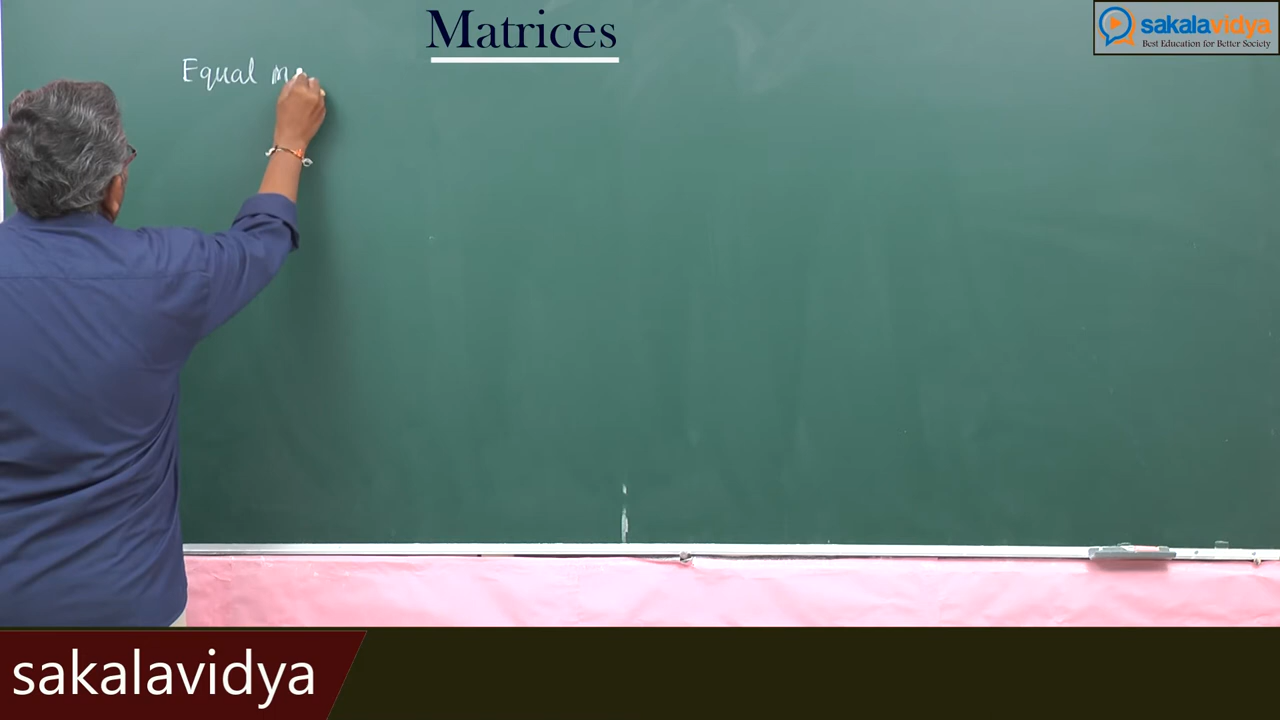 Matrices
sakalavidya
Best Education for Better Society
Equal m
sakalavidya